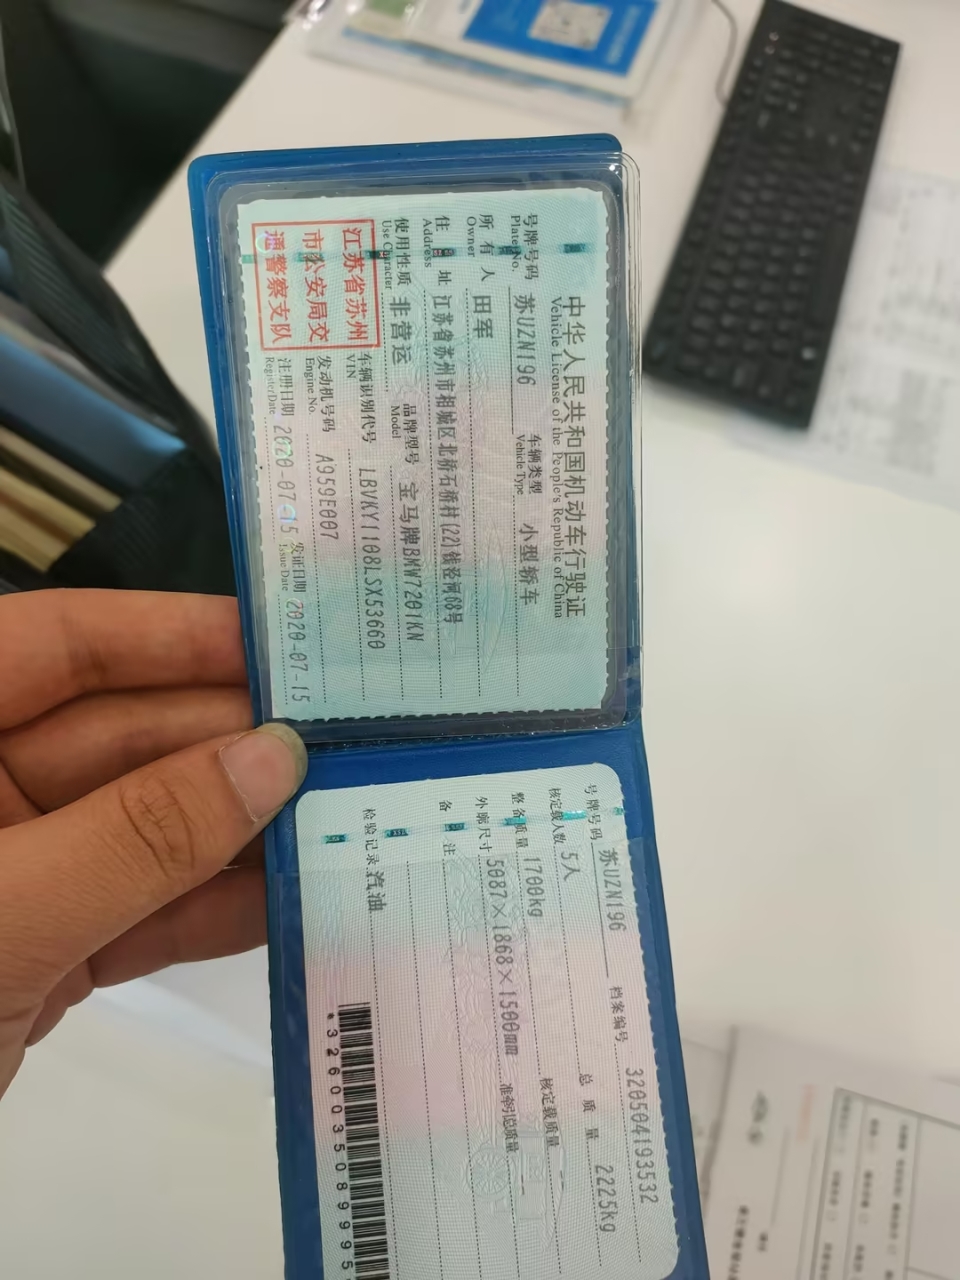 中华人民共和国机动车行驶证
Vehicle License of the People's Republic of China
号牌号码 苏UZN196 车辆类型 小型轿车
Plate No. Vehicle Type
所有人 田军
Owner
住址 江苏省苏州市相城区北桥石桥村(22)钱泾河68号
Address
使用性质 非营运 品牌型号 宝马牌BMW7201KN
Use Character Model
江苏省苏州
市公安局交
通警察支队
车辆识别代号 LBVKY1108LSX53660
VIN
发动机号码 A959E007
Engine No.
注册日期 2020-07-15 发证日期 2020-07-15
Register Date Issue Date
号牌号码 苏UZN196 档案编号 320504193532
核定载人数 5人 总质量 2225kg
整备质量 1700kg 核定载质量 --
外廓尺寸 5087×1868×1500mm 准牵引总质量 --
备注
检验记录 汽油
*3260035089995